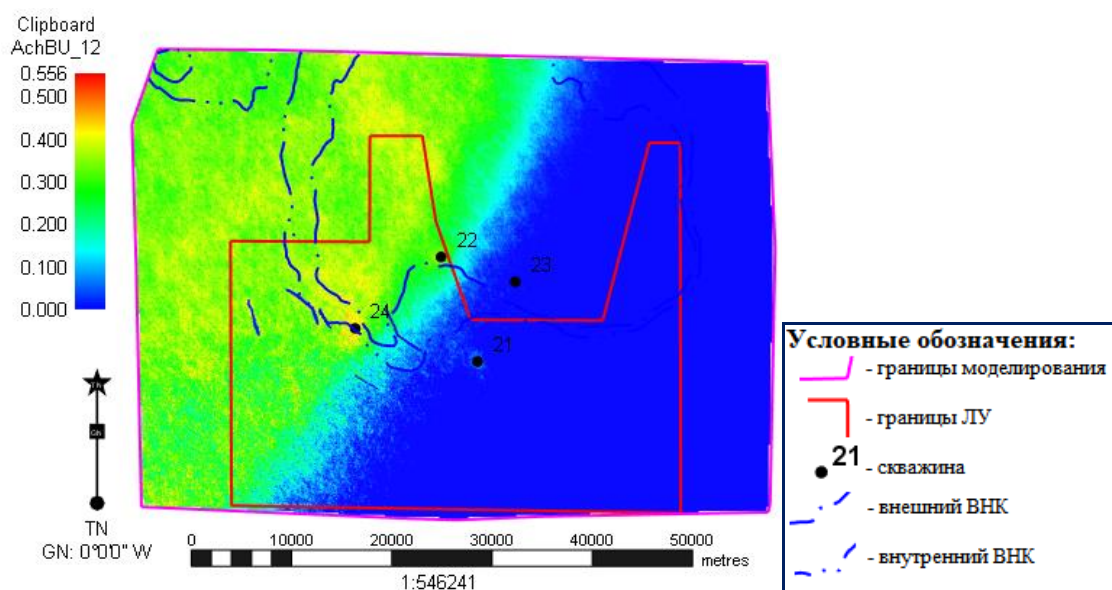 Clipboard
AchBU_12
0.556
0.500
0.400
0.300
0.200
0.100
0.000
22
23
24
21
GN
TN
GN: 0°0'0" W
0 10000 20000 30000 40000 50000
metres
1:546241
Условные обозначения:
- границы моделирования
- границы ЛУ
21 - скважина
- внешний ВНК
- внутренний ВНК